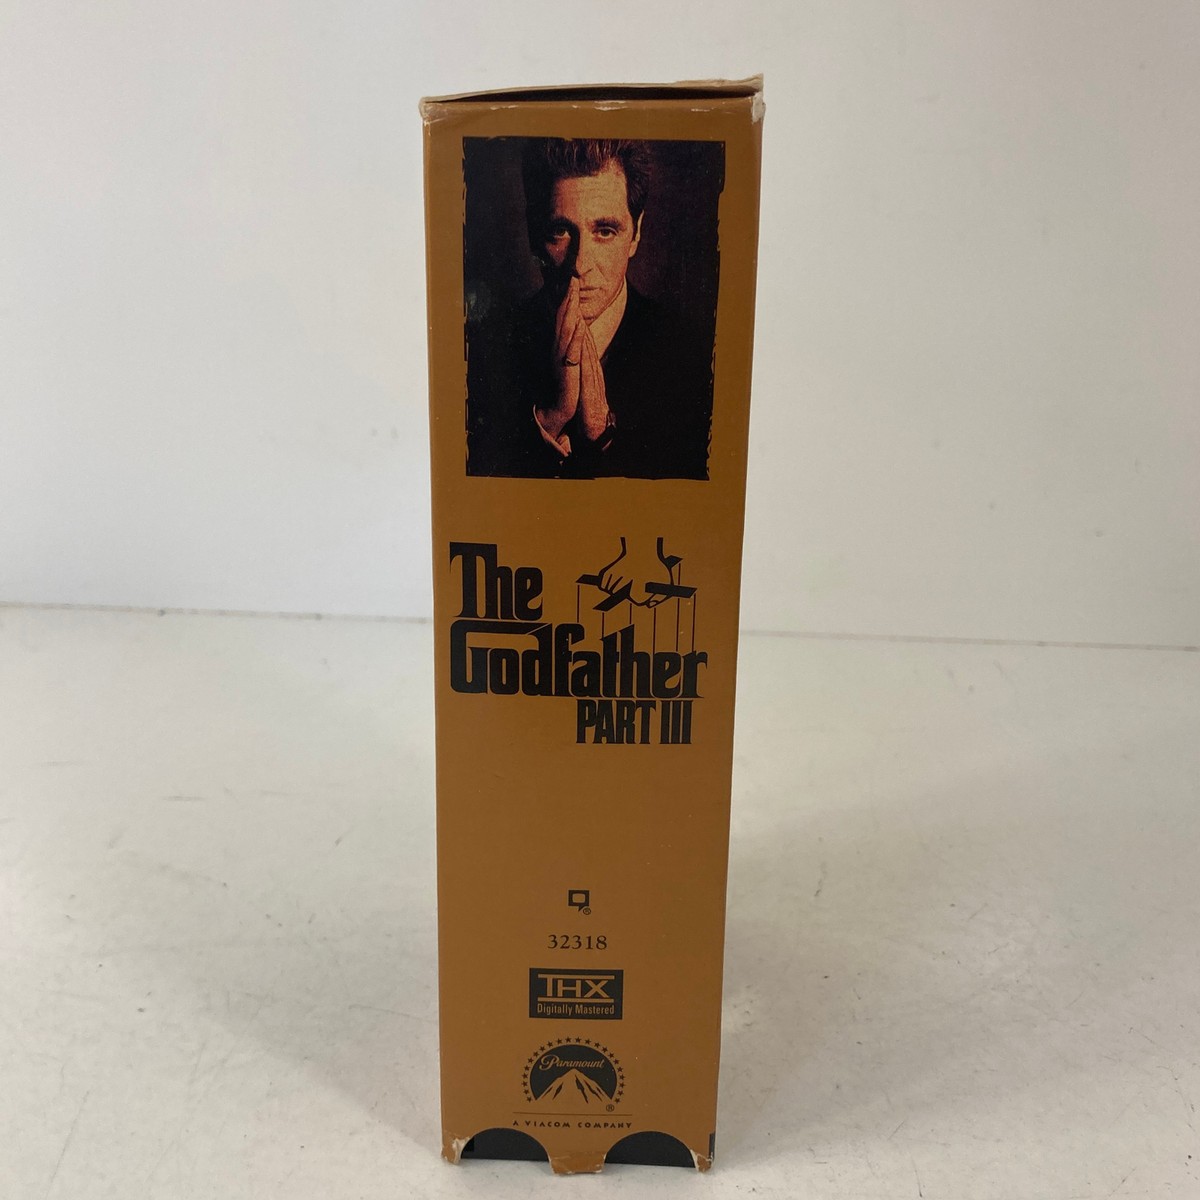 The
Godfather
PART III
®
32318
THX
Digitally Mastered
Paramount
®
A VIACOM COMPANY